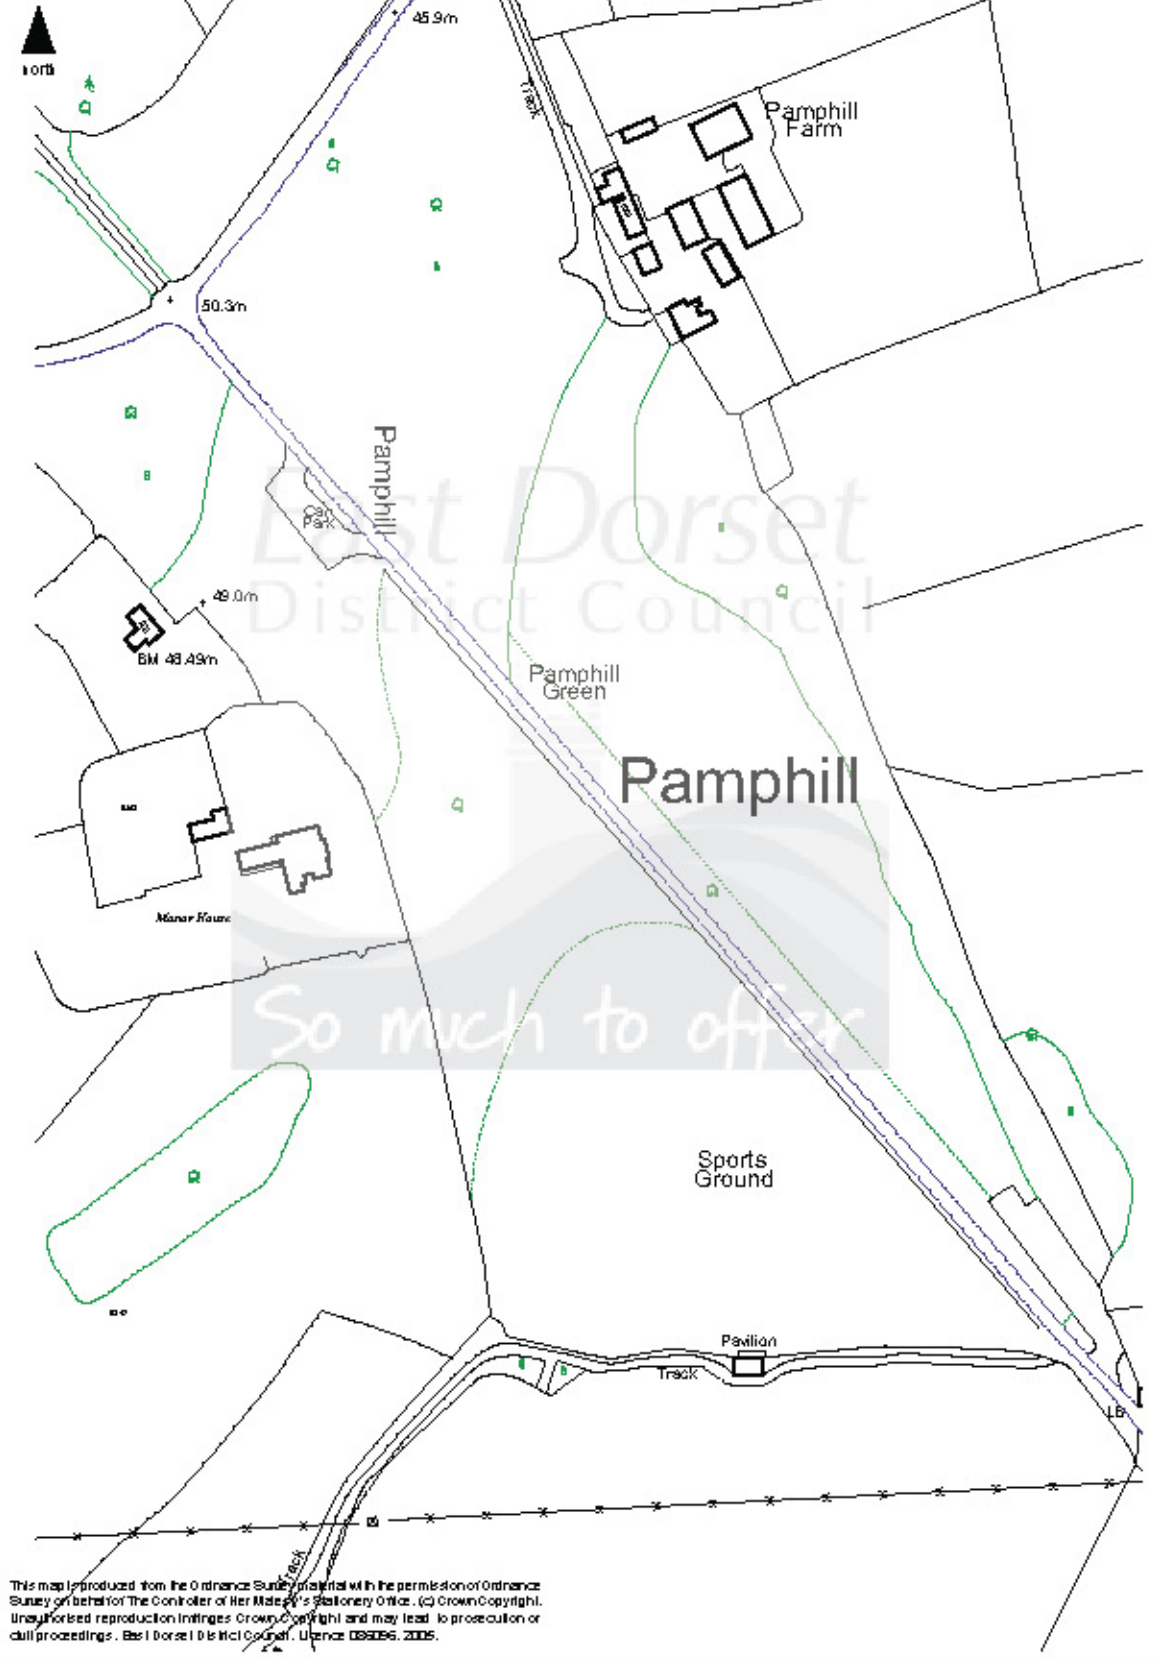 45.9m
north
Track
Pamphill
Farm
50.3m
Pamphill
Car
Park
East Dorset
District Council
49.0m
BM 48.49m
Pamphill
Green
Pamphill
Manor House
So much to offer
Sports
Ground
Pavilion
Track
LB
Track
This map is produced from the Ordnance Survey material with the permission of Ordnance
Survey on behalf of The Controller of Her Majesty's Stationery Office. (c) Crown Copyright.
Unauthorised reproduction infringes Crown Copyright and may lead to prosecution or
civil proceedings. East Dorset District Council. Licence 086096. 2005.